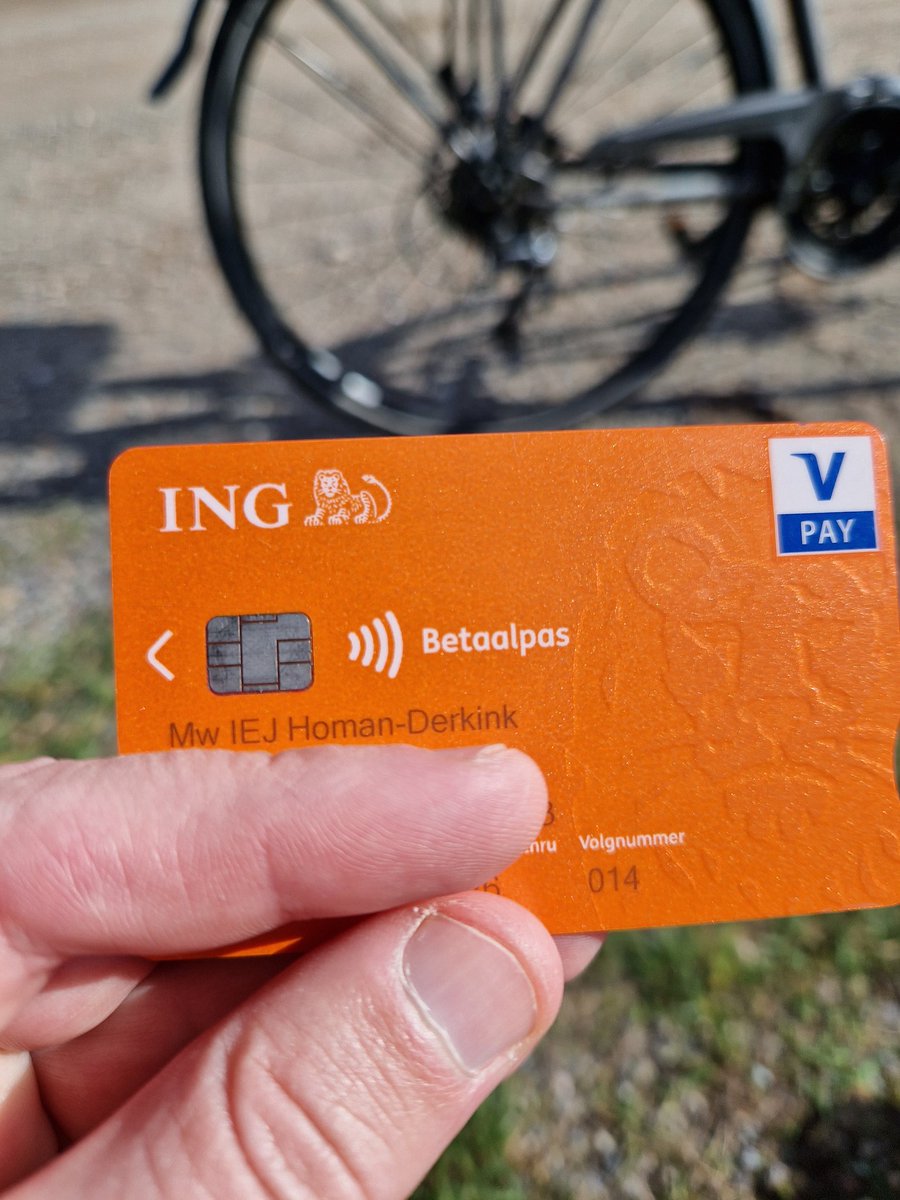 ING
V
PAY
Betaalpas
Mw IEJ Homan-Derkink
Volgnummer
014